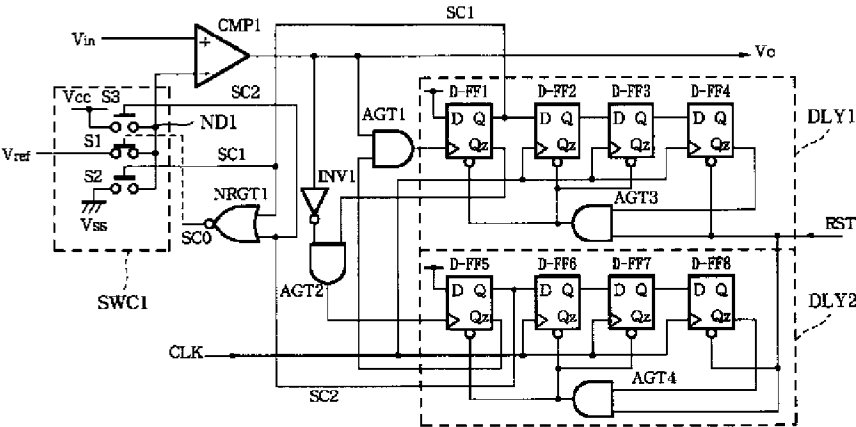 SC1
Vin
CMP1
+
-
Vo
Vcc
S3
SC2
ND1
AGT1
D-FF1
D-FF2
D-FF3
D-FF4
DLY1
D Q
D Q
D Q
D Q
Qz
Qz
Qz
Qz
Vref
S1
SC1
S2
NRGT1
INV1
AGT3
Vss
SC0
RST
SWC1
AGT2
D-FF5
D-FF6
D-FF7
D-FF8
D Q
D Q
D Q
D Q
Qz
Qz
Qz
Qz
DLY2
CLK
SC2
AGT4